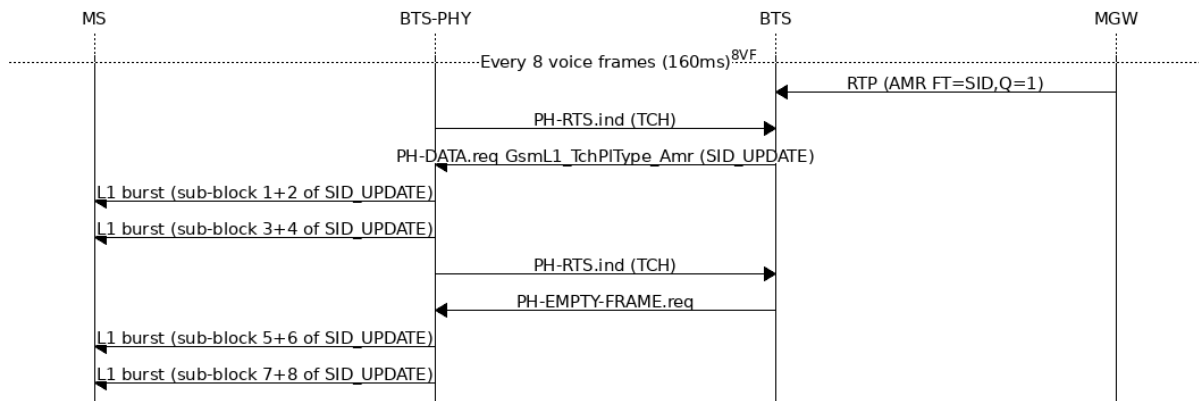 MS BTS-PHY BTS MGW
Every 8 voice frames (160ms)8VF
RTP (AMR FT=SID,Q=1)
PH-RTS.ind (TCH)
PH-DATA.req GsmL1_TchPlType_Amr (SID_UPDATE)
L1 burst (sub-block 1+2 of SID_UPDATE)
L1 burst (sub-block 3+4 of SID_UPDATE)
PH-RTS.ind (TCH)
PH-EMPTY-FRAME.req
L1 burst (sub-block 5+6 of SID_UPDATE)
L1 burst (sub-block 7+8 of SID_UPDATE)